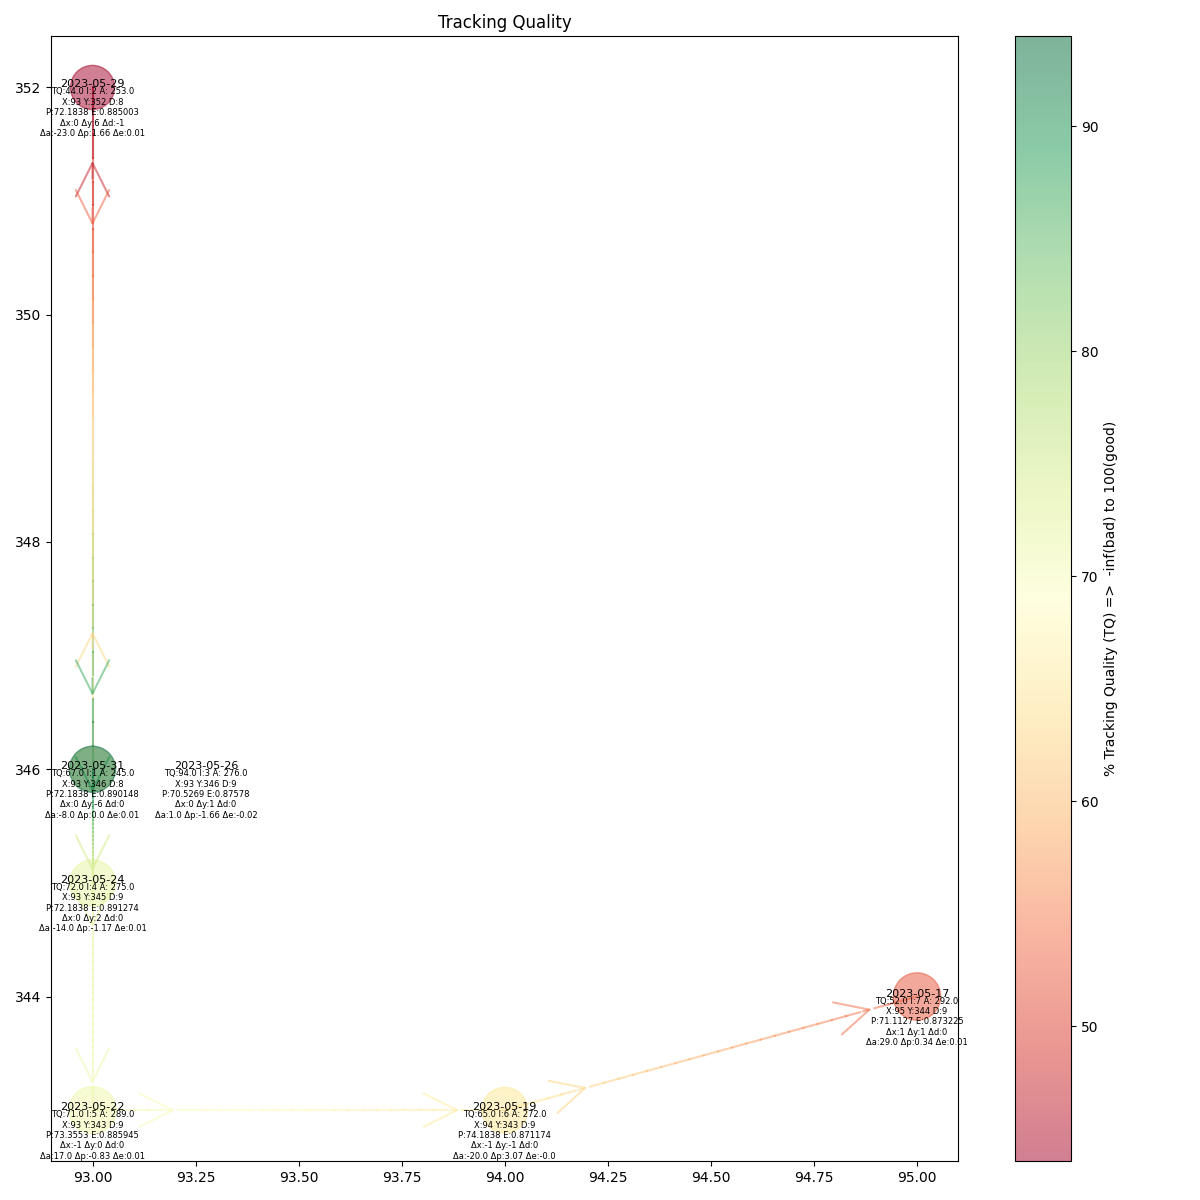 Tracking Quality
352
350
348
346
344
2023-05-29
TQ:44.0 I:2 A: 253.0
X:93 Y:352 D:8
P:72.1838 E:0.885003
Δx:0 Δy:6 Δd:-1
Δa:-23.0 Δp:1.66 Δe:0.01
2023-05-31
TQ:67.0 I:1 A: 245.0
X:93 Y:346 D:8
P:72.1838 E:0.890148
Δx:0 Δy:-6 Δd:0
Δa:-8.0 Δp:0.0 Δe:0.01
2023-05-26
TQ:94.0 I:3 A: 276.0
X:93 Y:346 D:9
P:70.5269 E:0.87578
Δx:0 Δy:1 Δd:0
Δa:1.0 Δp:-1.66 Δe:-0.02
2023-05-24
TQ:72.0 I:4 A: 275.0
X:93 Y:345 D:9
P:72.1838 E:0.891274
Δx:0 Δy:2 Δd:0
Δa:-14.0 Δp:-1.17 Δe:0.01
2023-05-17
TQ:52.0 I:7 A: 292.0
X:95 Y:344 D:9
P:71.1127 E:0.873225
Δx:1 Δy:1 Δd:0
Δa:29.0 Δp:0.34 Δe:0.01
2023-05-22
TQ:71.0 I:5 A: 289.0
X:93 Y:343 D:9
P:73.3553 E:0.885945
Δx:-1 Δy:0 Δd:0
Δa:17.0 Δp:-0.83 Δe:0.01
2023-05-19
TQ:65.0 I:6 A: 272.0
X:94 Y:343 D:9
P:74.1838 E:0.871174
Δx:-1 Δy:-1 Δd:0
Δa:-20.0 Δp:3.07 Δe:-0.0
93.00 93.25 93.50 93.75 94.00 94.25 94.50 94.75 95.00
90
80
70
60
50
% Tracking Quality (TQ) => -inf(bad) to 100(good)